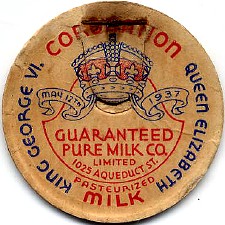 CORONATION
KING GEORGE VI.
QUEEN ELIZABETH
MAY 12TH
1937
GUARANTEED
PURE MILK CO.
LIMITED
1025 AQUEDUCT ST.
PASTEURIZED
MILK